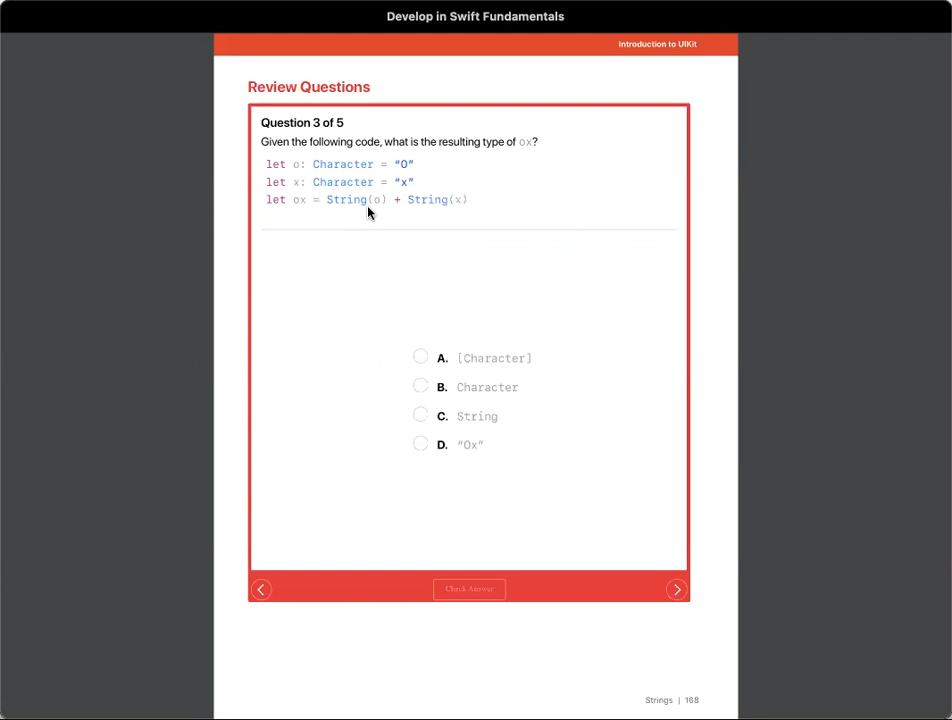 Develop in Swift Fundamentals
Introduction to UIKit
Review Questions
Question 3 of 5
Given the following code, what is the resulting type of ox?
let o: Character = “O”
let x: Character = “x”
let ox = String(o) + String(x)
A. [Character]
B. Character
C. String
D. “Ox”
Check Answer
Strings | 168